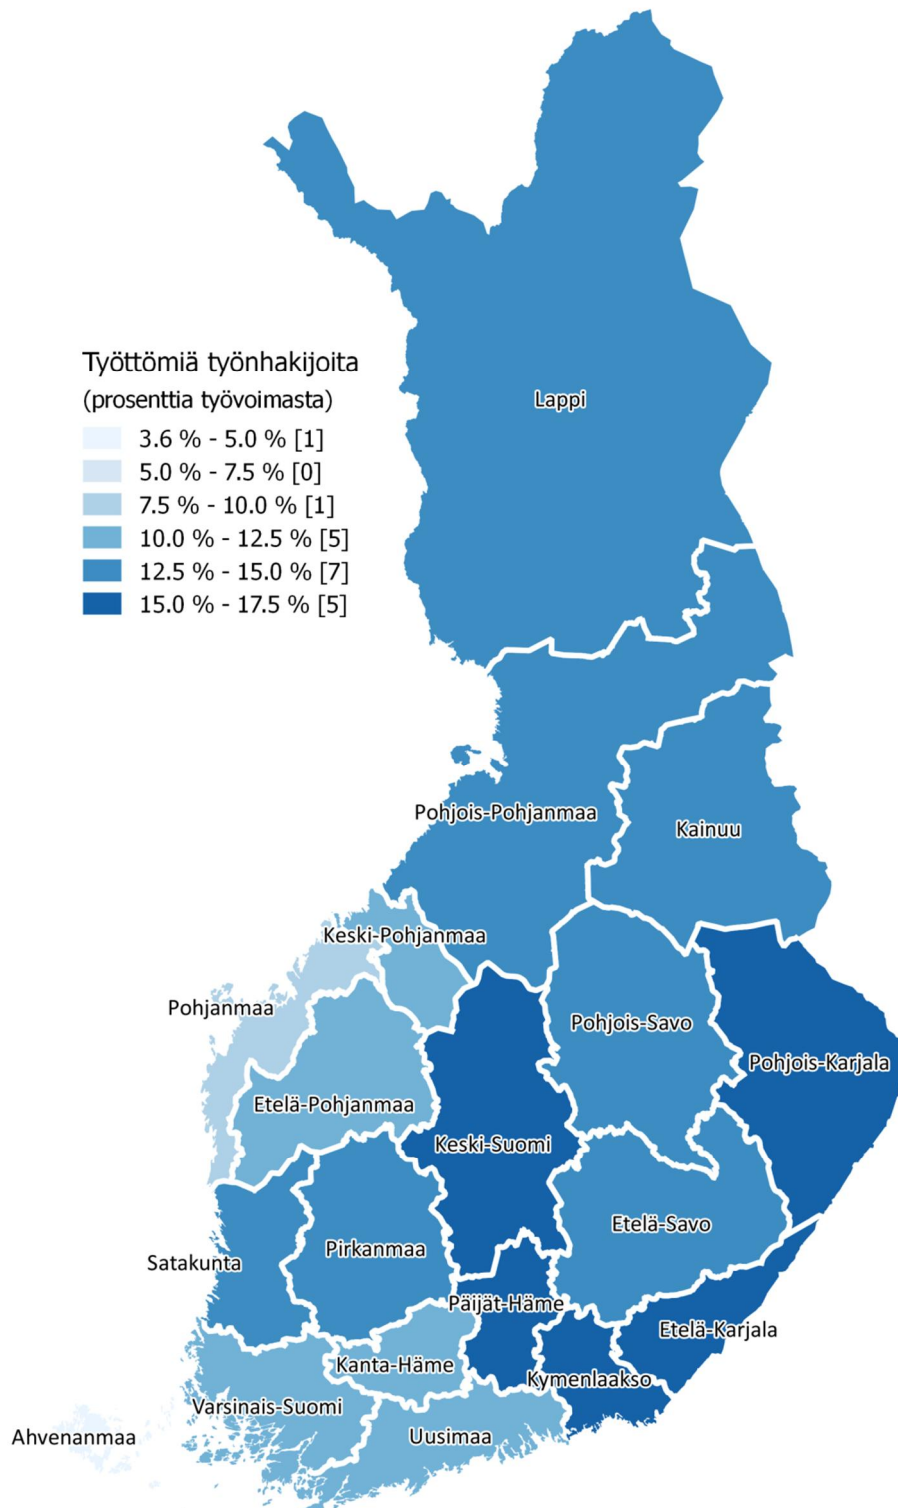 Työttömiä työnhakijoita
(prosenttia työvoimasta)
3.6 % - 5.0 % [1]
5.0 % - 7.5 % [0]
7.5 % - 10.0 % [1]
10.0 % - 12.5 % [5]
12.5 % - 15.0 % [7]
15.0 % - 17.5 % [5]
Lappi
Pohjois-Pohjanmaa
Kainuu
Keski-Pohjanmaa
Pohjanmaa
Pohjois-Savo
Pohjois-Karjala
Etelä-Pohjanmaa
Keski-Suomi
Etelä-Savo
Pirkanmaa
Satakunta
Päijät-Häme
Etelä-Karjala
Kanta-Häme
Kymenlaakso
Varsinais-Suomi
Ahvenanmaa
Uusimaa